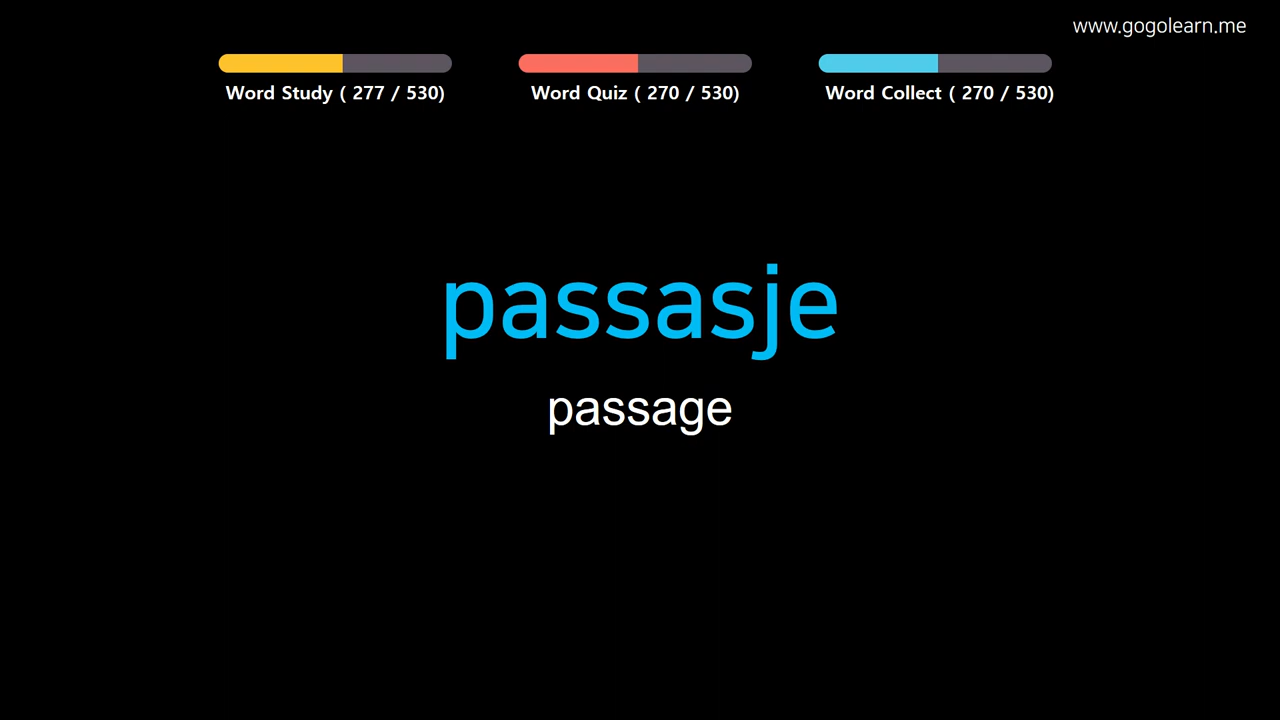 www.gogolearn.me
Word Study ( 277 / 530)
Word Quiz ( 270 / 530)
Word Collect ( 270 / 530)
passasje
passage